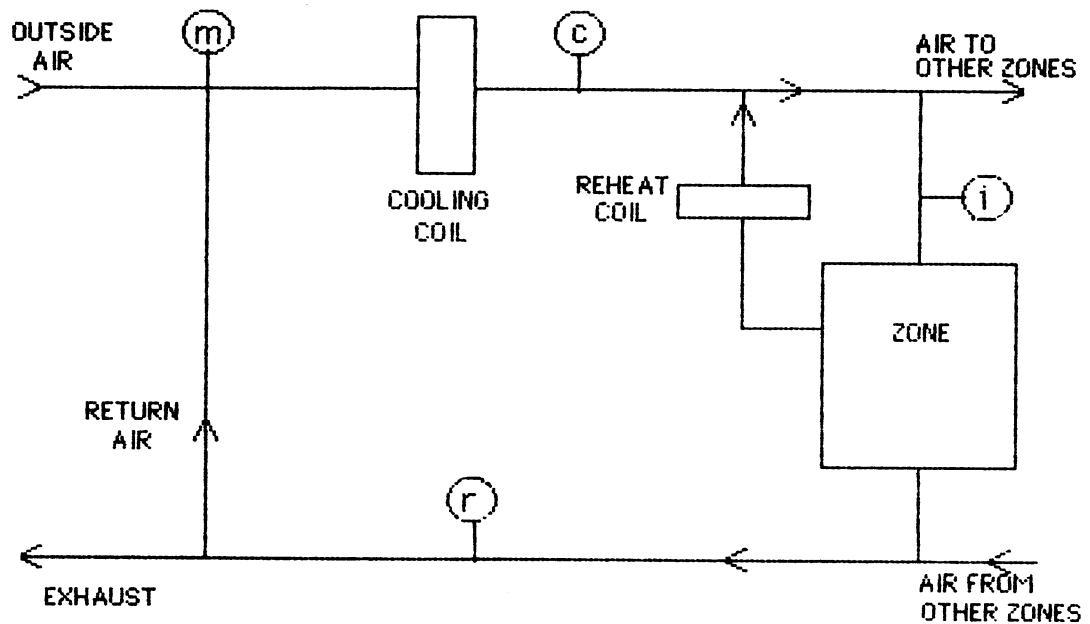 OUTSIDE
AIR
m
c
AIR TO
OTHER ZONES
COOLING
COIL
REHEAT
COIL
i
ZONE
RETURN
AIR
r
EXHAUST
AIR FROM
OTHER ZONES